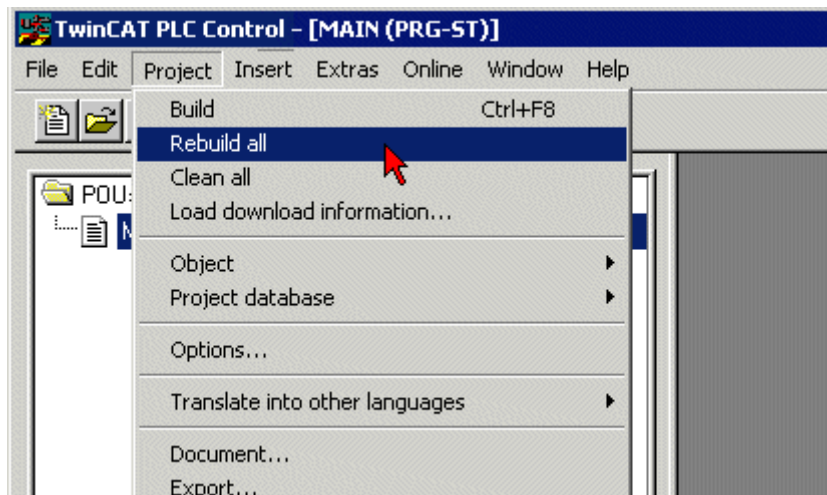 TwinCAT PLC Control - [MAIN (PRG-ST)]
File Edit Project Insert Extras Online Window Help
Build Ctrl+F8
Rebuild all
Clean all
POU
Load download information...
Object
Project database
Options...
Translate into other languages
Document...
Export...